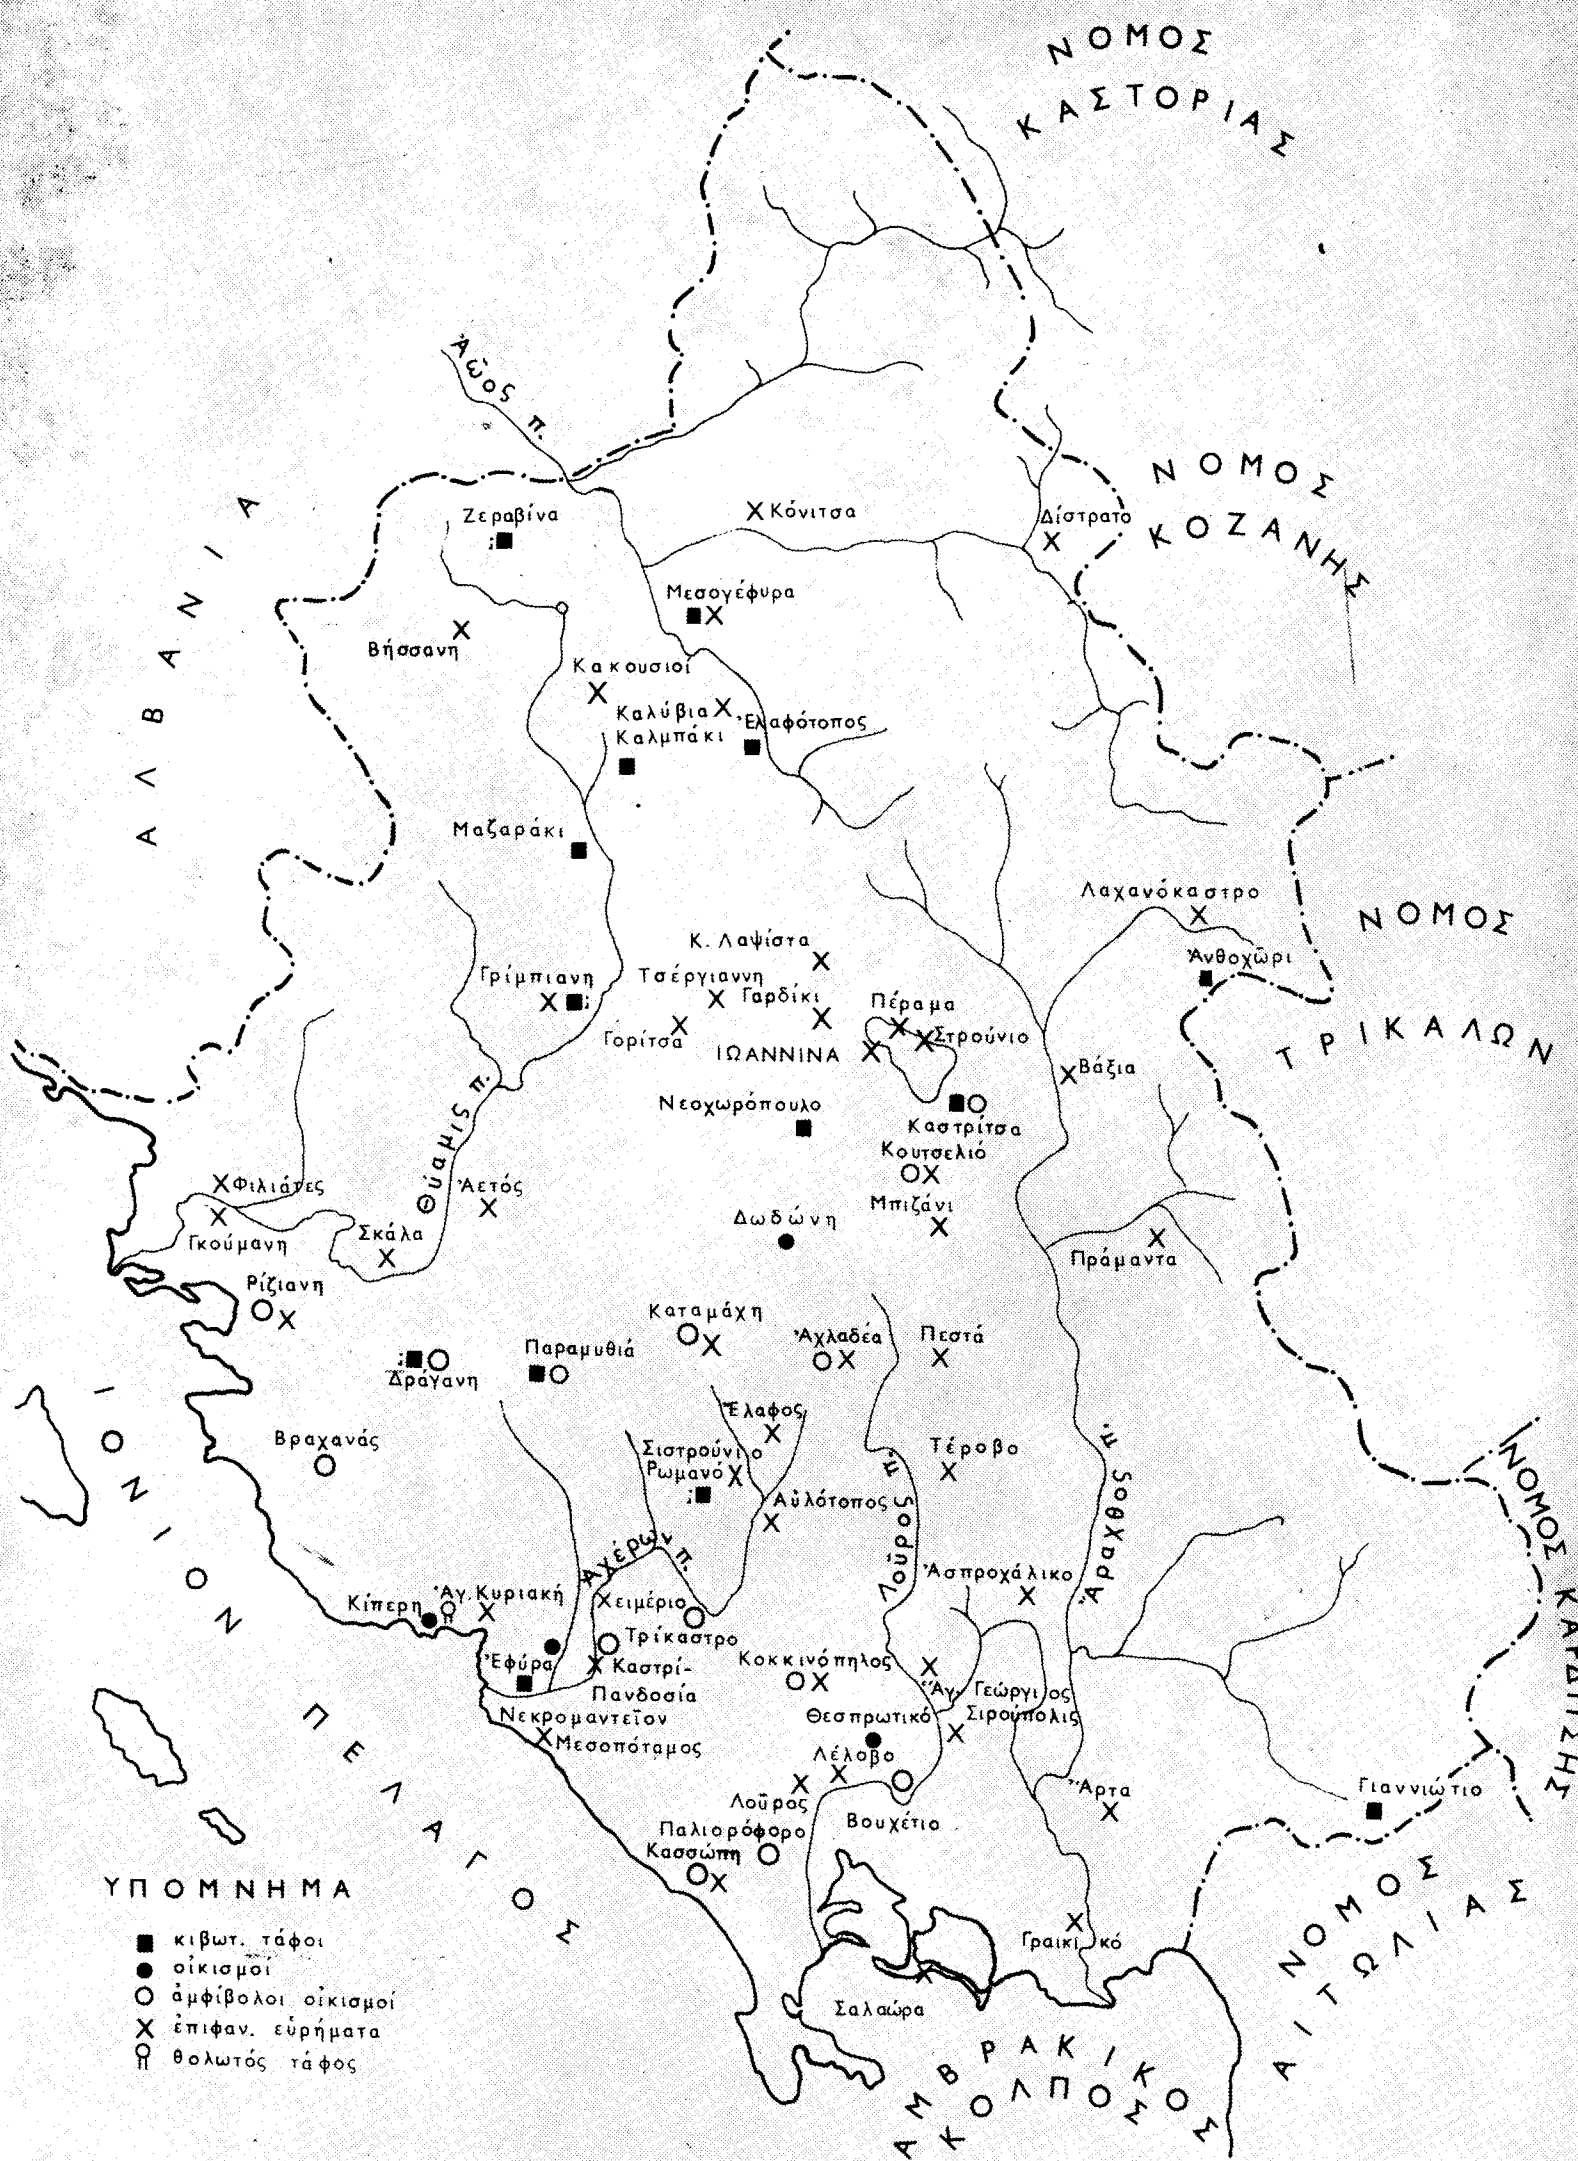 ΝΟΜΟΣ
ΚΑΣΤΟΡΙΑΣ
Ἀῶος π.
ΑΛΒΑΝΙΑ
ΝΟΜΟΣ
ΚΟΖΑΝΗΣ
Ζεραβίνα
Κόνιτσα
Δίστρατο
Μεσογέφυρα
Βήσσανη
Κακουσιοί
Καλύβια
Ἐλαφότοπος
Καλμπάκι
Μαζαράκι
Λαχανόκαστρο
ΝΟΜΟΣ
ΤΡΙΚΑΛΩΝ
Κ. Λαψίστα
Ἀνθοχῶρι
Γρίμπιανη
Τσέργιαννη
Γαρδίκι
Πέραμα
Γορίτσα
Στρούνιο
ΙΩΑΝΝΙΝΑ
Βάξια
Νεοχωρόπουλο
Καστρίτσα
Κουτσελιό
Θύαμις π.
Φιλιάτες
Ἀετός
Μπιζάνι
Δωδώνη
Γκούμανη
Σκάλα
Πράμαντα
Ρίζιανη
Καταμάχη
Παραμυθιά
Ἀχλαδέα
Πεστά
Δράγανη
Ἔλαφος
Βραχανάς
Σιστρούνιο
Τέροβο
Ρωμανό
Αὐλότοπος
Λοῦρος π.
Ἄραχθος π.
ΝΟΜΟΣ ΚΑΡΔΙΤΣΗΣ
Ἀχέρων π.
Ἀσπροχάλικο
Κίπερη
Ἁγ. Κυριακή
Χειμέριο
Τρίκαστρο
Ἐφύρα
Καστρί-
Πανδοσία
Κοκκινόπηλος
Ἅγ. Γεώργιος
Νεκρομαντεῖον
Θεσπρωτικό
Σιρούπολις
Μεσοπόταμος
Λέλοβο
Λοῦρος
Ἄρτα
Γιαννιώτιο
Βουχέτιο
Παλιορόφορο
Κασσώπη
ΙΟΝΙΟΝ ΠΕΛΑΓΟΣ
Γραικικό
Σαλαώρα
ΝΟΜΟΣ
ΑΙΤΩΛΙΑΣ
ΑΜΒΡΑΚΙΚΟΣ
ΚΟΛΠΟΣ
ΥΠΟΜΝΗΜΑ
κιβωτ. τάφοι
οἰκισμοί
ἀμφίβολοι οἰκισμοί
ἐπιφαν. εὑρήματα
θολωτός τάφος